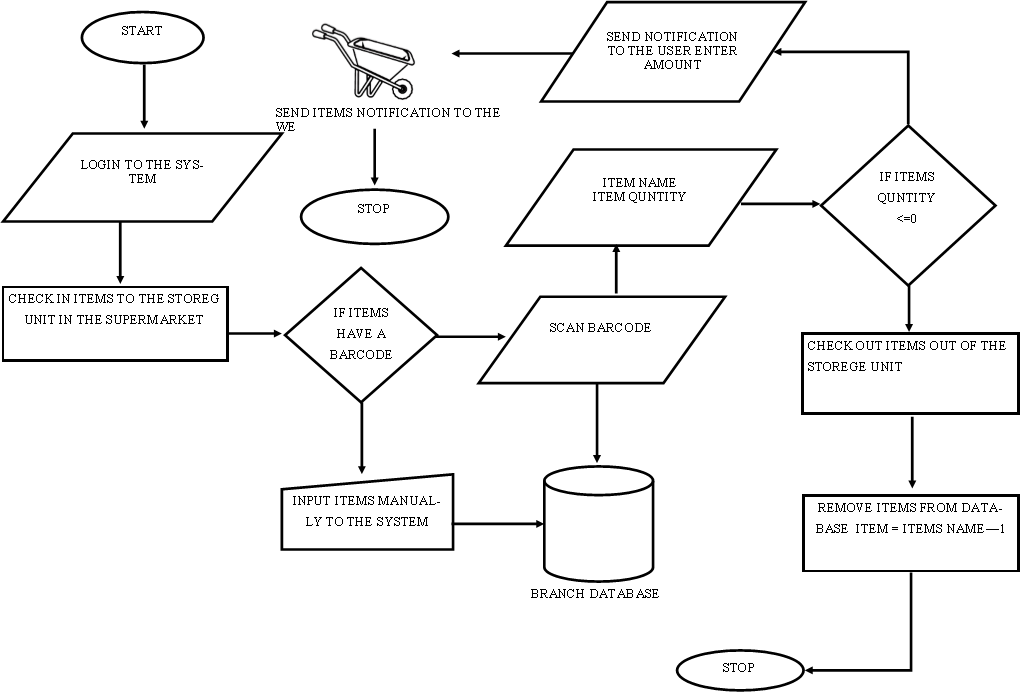 START
SEND NOTIFICATION
TO THE USER ENTER
AMOUNT
SEND ITEMS NOTIFICATION TO THE
WE
LOGIN TO THE SYS-
TEM
STOP
ITEM NAME
ITEM QUNTITY
IF ITEMS
QUNTITY
<=0
CHECK IN ITEMS TO THE STOREG
UNIT IN THE SUPERMARKET
IF ITEMS
HAVE A
BARCODE
SCAN BARCODE
CHECK OUT ITEMS OUT OF THE
STOREGE UNIT
INPUT ITEMS MANUAL-
LY TO THE SYSTEM
BRANCH DATABASE
REMOVE ITEMS FROM DATA-
BASE ITEM = ITEMS NAME—1
STOP